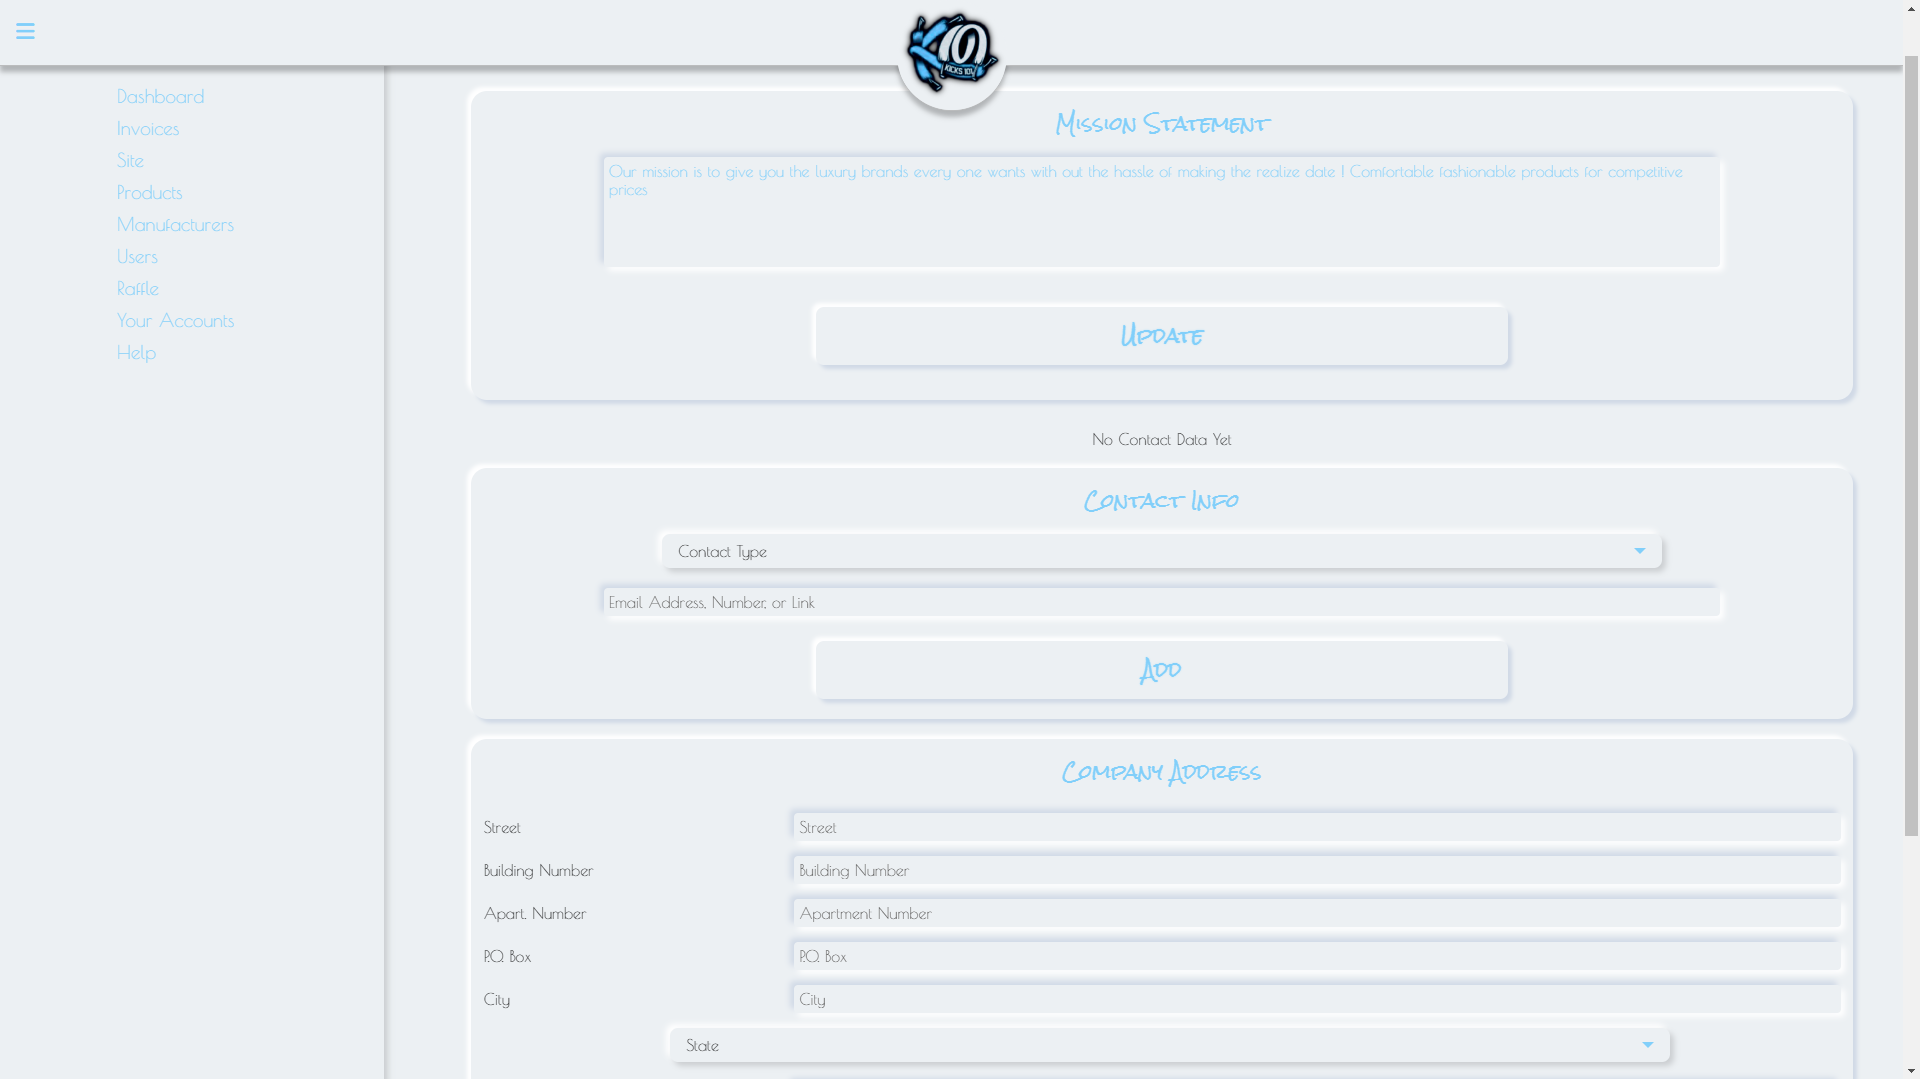 KO
KICKS 101
Dashboard
Invoices
Site
Products
Manufacturers
Users
Raffle
Your Accounts
Help
Mission Statement
Our mission is to give you the luxury brands every one wants with out the hassle of making the realize date ! Comfortable fashionable products for competitive
prices
Update
No Contact Data Yet
Contact Info
Contact Type
Email Address, Number, or Link
Add
Company Address
Street Street
Building Number Building Number
Apart. Number Apartment Number
P.O. Box P.O. Box
City City
State